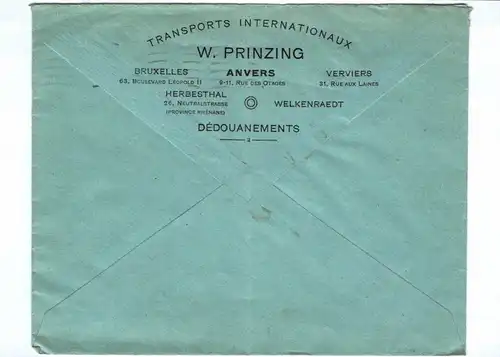 TRANSPORTS INTERNATIONAUX
W. PRINZING
BRUXELLES ANVERS VERVIERS
63, BOULEVARD LÉOPOLD II 9-11, RUE DES OTAGES 31, RUE AUX LAINES
HERBESTHAL
26, NEUTRALSTRASSE WELKENRAEDT
(PROVINCE RHÉNANE)
DÉDOUANEMENTS